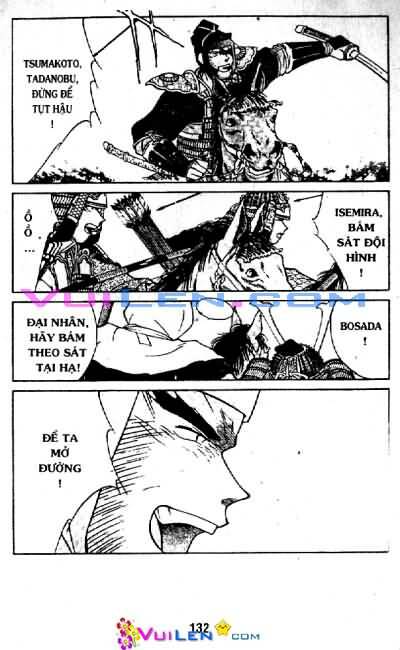 TSUMAKOTO,
TADANOBU,
ĐỪNG ĐỂ
TỤT HẬU
!
ISEMIRA,
BÁM
SÁT ĐỘI
HÌNH
!
Ồ
Ồ
...
VUILEN.COM
BOSADA
!
ĐẠI NHÂN,
HÃY BÁM
THEO SÁT
TẠI HẠ!
ĐỂ TA
MỞ
ĐƯỜNG
!
132
VUILEN.COM